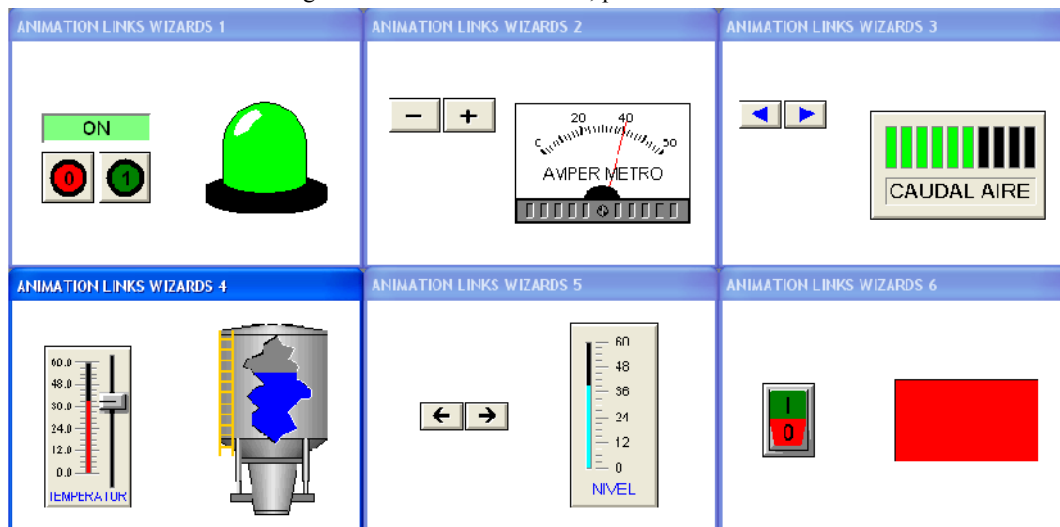 ANIMATION LINKS WIZARDS 1
ON
0
1
ANIMATION LINKS WIZARDS 2
− +
20 40
C 50
AMPER METRO
ANIMATION LINKS WIZARDS 3
CAUDAL AIRE
ANIMATION LINKS WIZARDS 4
60.0
48.0
30.0
24.0
12.0
0.0
TEMPERATUR
ANIMATION LINKS WIZARDS 5
60
48
36
24
12
0
NIVEL
ANIMATION LINKS WIZARDS 6
I
0